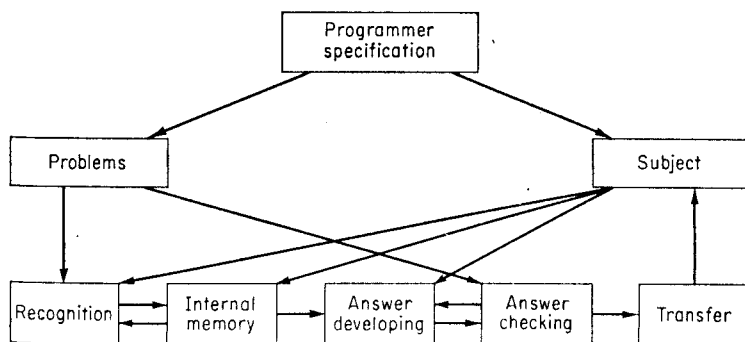 Programmer
specification
Problems
Subject
Recognition
Internal
memory
Answer
developing
Answer
checking
Transfer